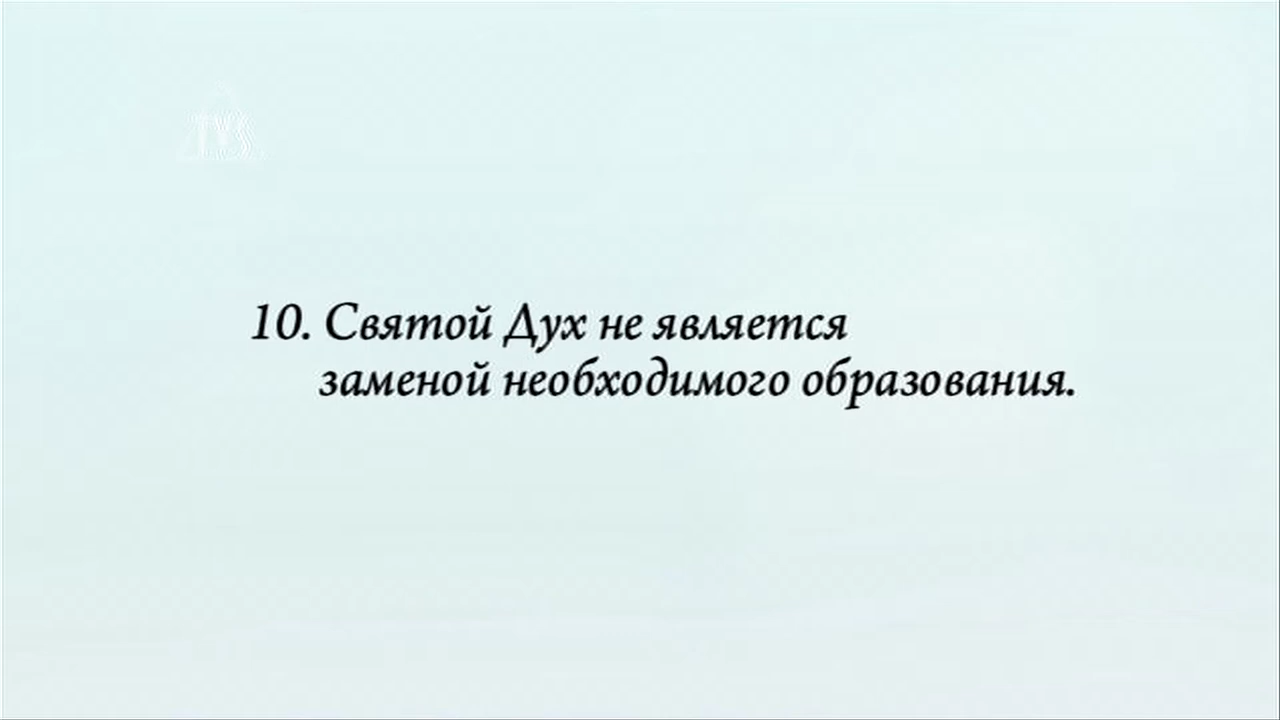 10. Святой Дух не является
заменой необходимого образования.